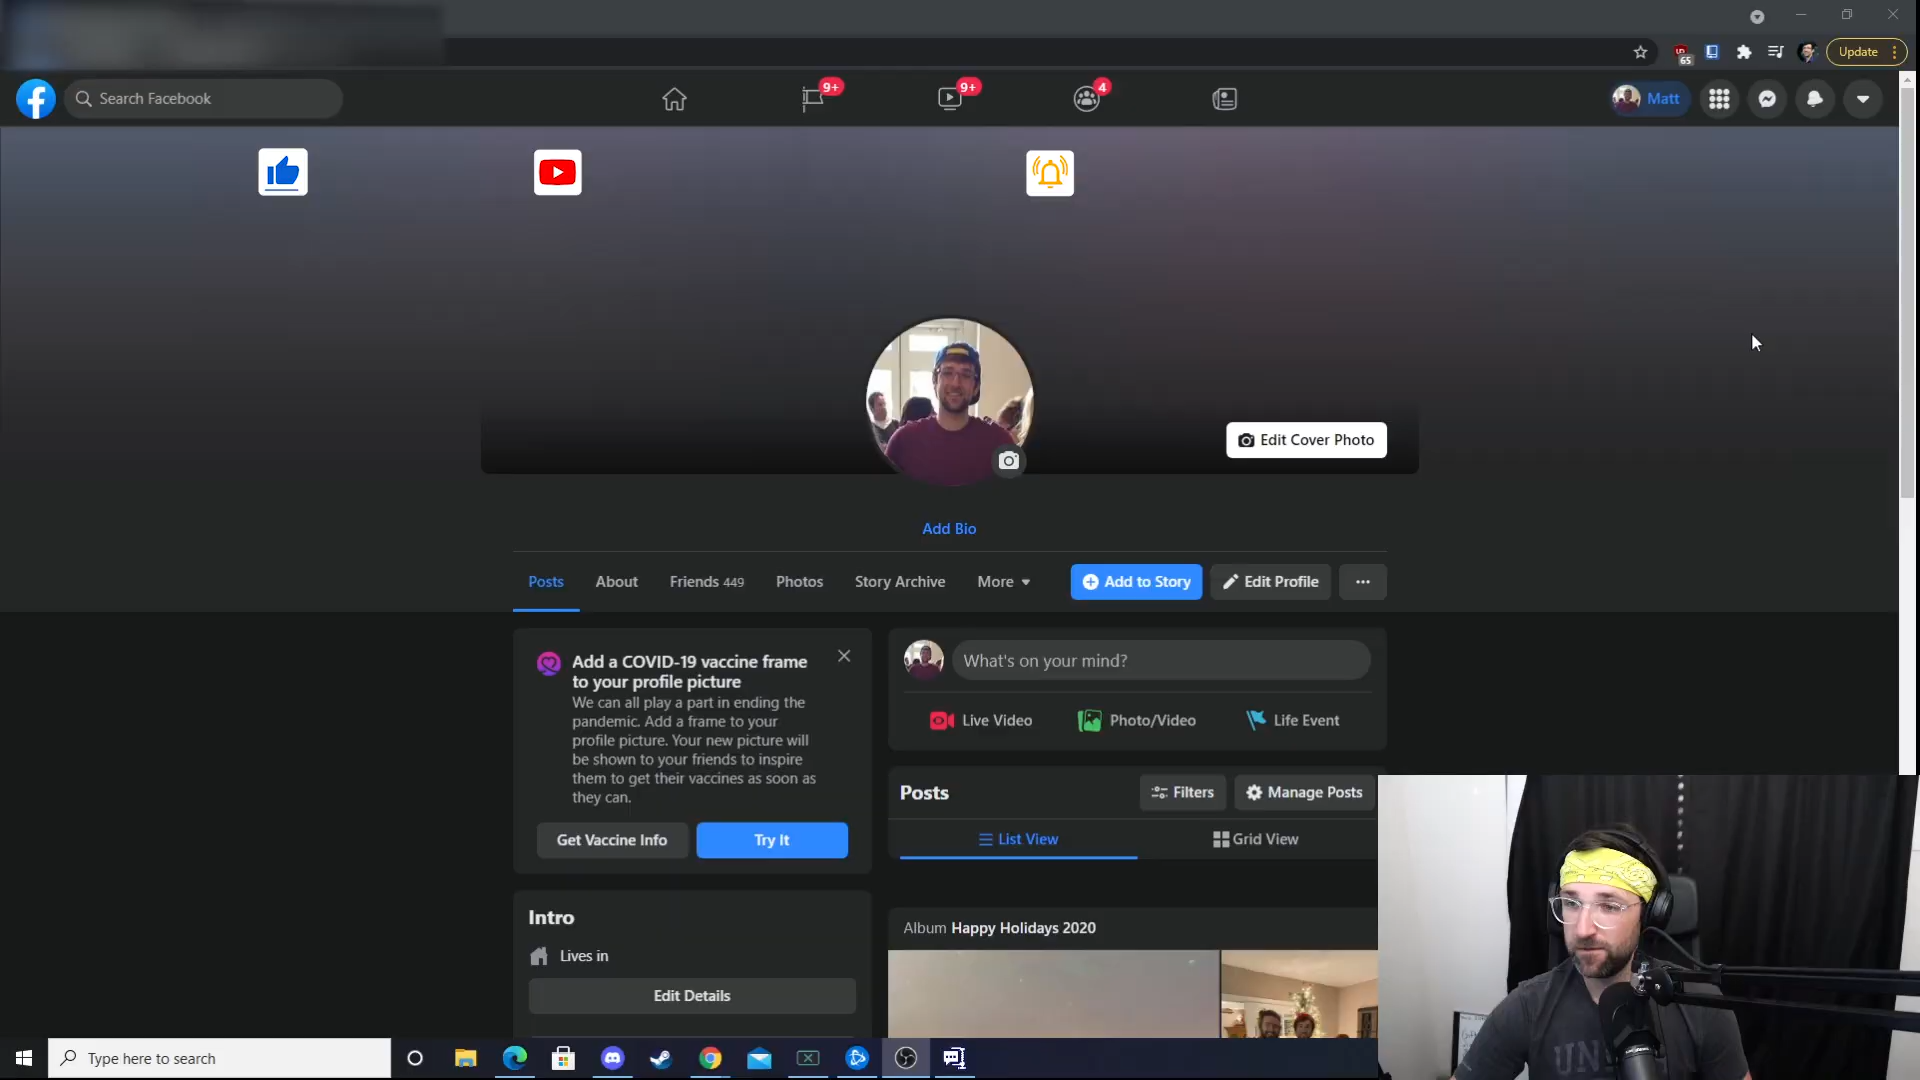 Update
65
Search Facebook
9+
9+
4
Matt
Edit Cover Photo
Add Bio
Posts
About
Friends 449
Photos
Story Archive
More
Add to Story
Edit Profile
Add a COVID-19 vaccine frame
to your profile picture
We can all play a part in ending the
pandemic. Add a frame to your
profile picture. Your new picture will
be shown to your friends to inspire
them to get their vaccines as soon as
they can.
Get Vaccine Info
Try It
What's on your mind?
Live Video
Photo/Video
Life Event
Posts
Filters
Manage Posts
List View
Grid View
Intro
Lives in
Edit Details
Album Happy Holidays 2020
Type here to search